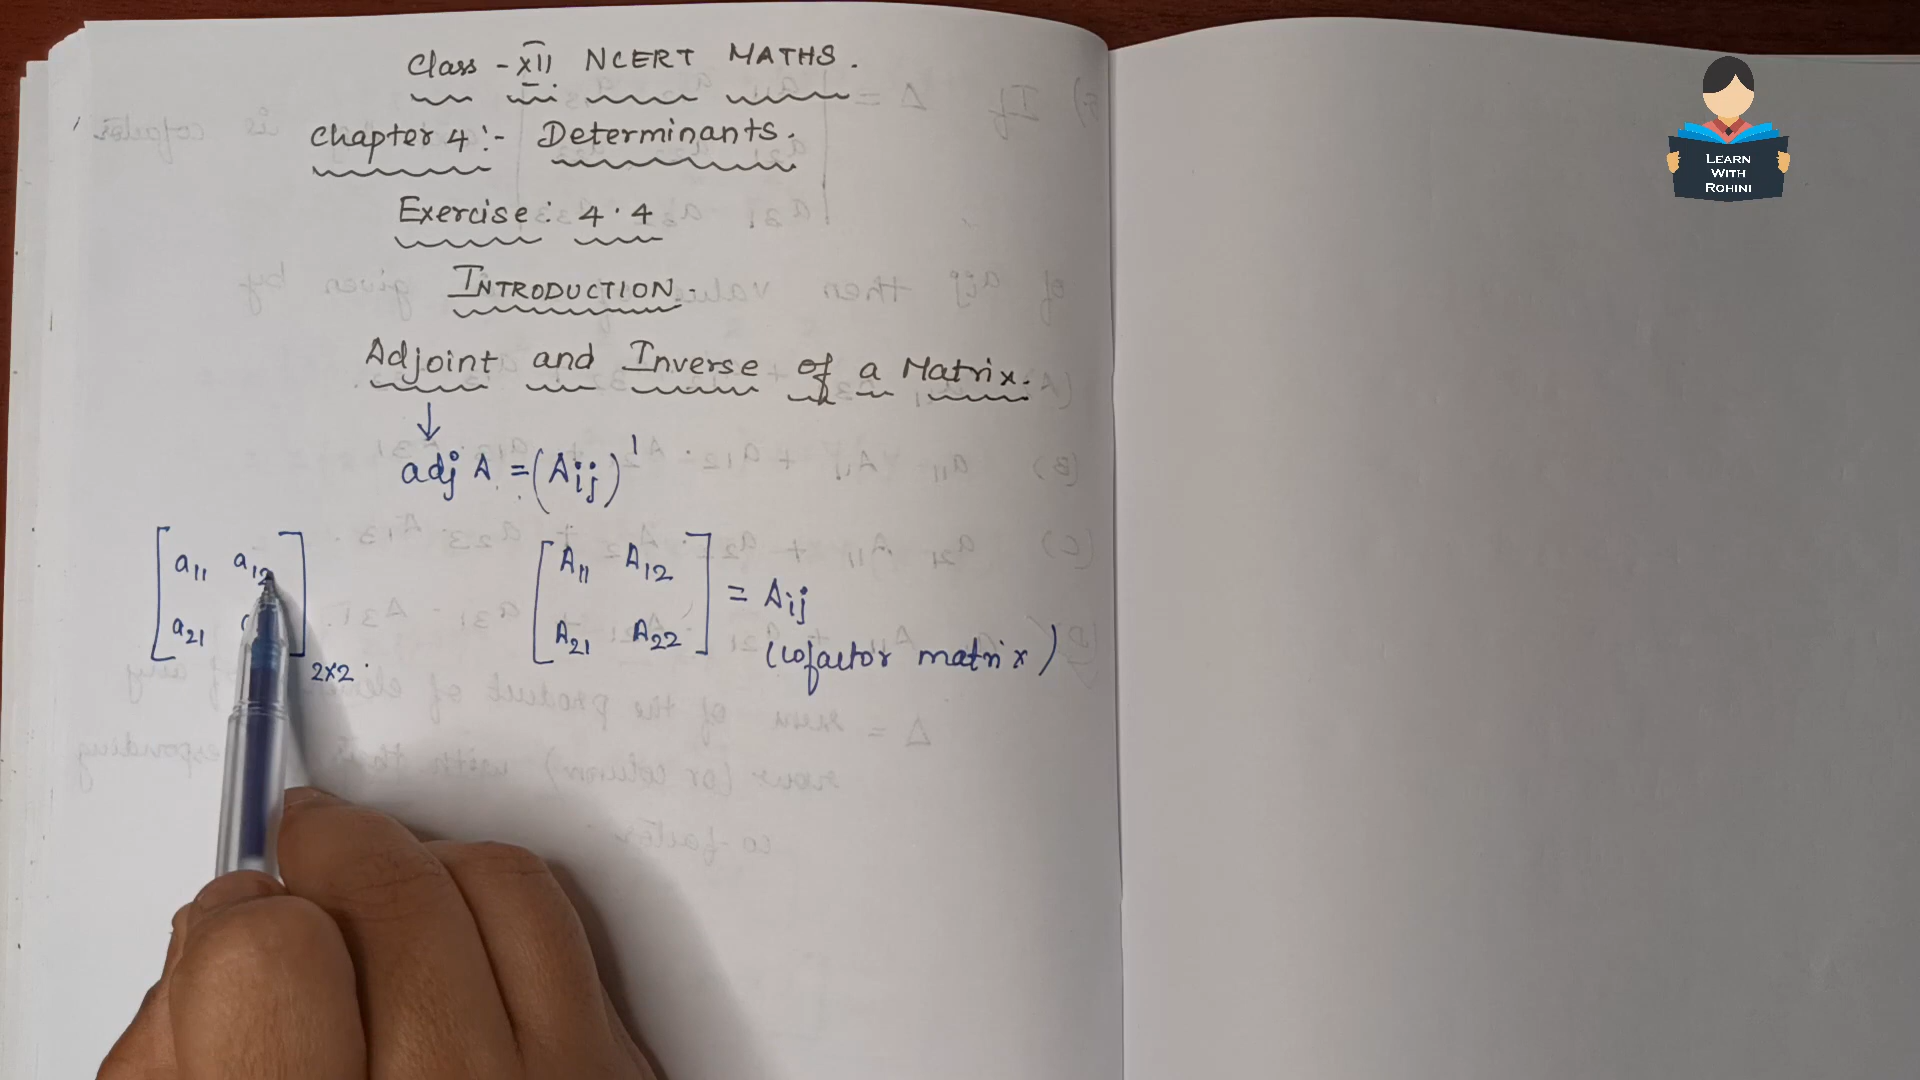 Class - XII NCERT MATHS.
Chapter 4:- Determinants.
Exercise: 4.4
INTRODUCTION.
Adjoint and Inverse of a Matrix.
↓
adj A = (Aij)'
[a11 a12
a21 ]2×2.
[A11 A12
A21 A22] = Aij
(cofactor matrix)
LEARN
WITH
ROHINI